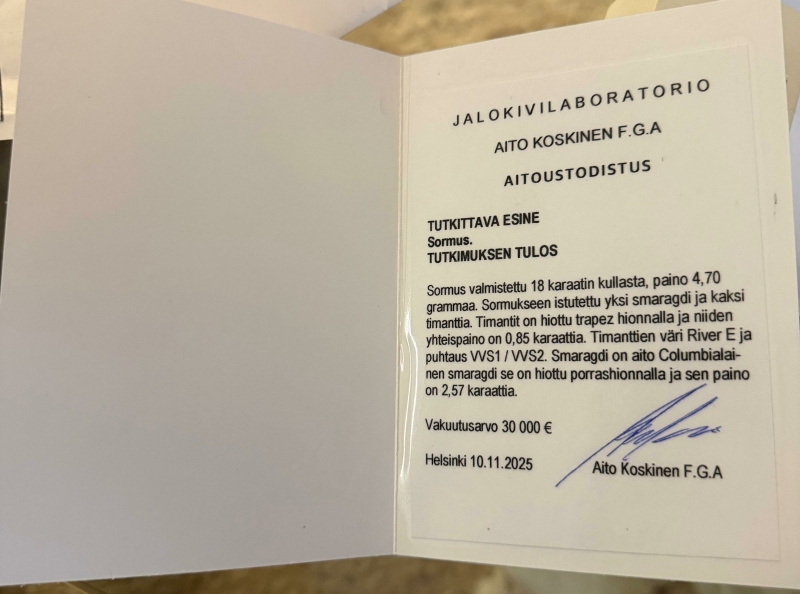 JALOKIVILABORATORIO
AITO KOSKINEN F.G.A
AITOUSTODISTUS
TUTKITTAVA ESINE
Sormus.
TUTKIMUKSEN TULOS
Sormus valmistettu 18 karaatin kullasta, paino 4,70
grammaa. Sormukseen istutettu yksi smaragdi ja kaksi
timanttia. Timantit on hiottu trapez hionnalla ja niiden
yhteispaino on 0,85 karaattia. Timanttien väri River E ja
puhtaus VVS1 / VVS2. Smaragdi on aito Columbialai-
nen smaragdi se on hiottu porrashionnalla ja sen paino
on 2,57 karaattia.
Vakuutusarvo 30 000 €
Helsinki 10.11.2025
Aito Koskinen F.G.A